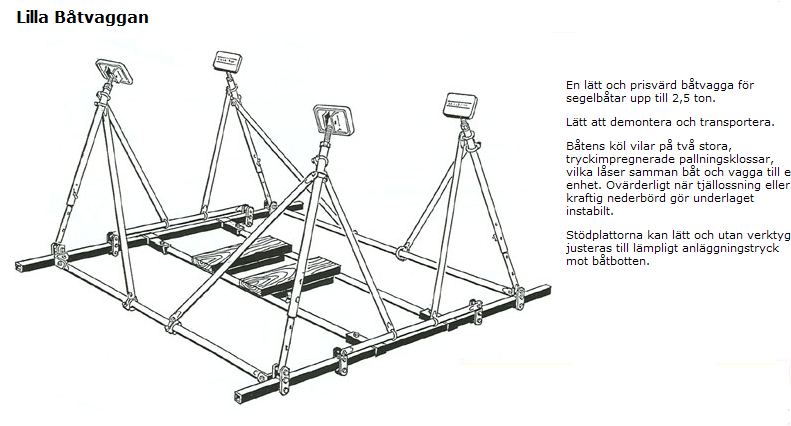 Lilla Båtvaggan
En lätt och prisvärd båtvagga för
segelbåtar upp till 2,5 ton.
Lätt att demontera och transportera.
Båtens köl vilar på två stora,
tryckimpregnerade pallningsklossar,
vilka låser samman båt och vagga till e
enhet. Ovärderligt när tjällossning eller
kraftig nederbörd gör underlaget
instabilt.
Stödplattorna kan lätt och utan verktyg
justeras till lämpligt anläggningstryck
mot båtbotten.